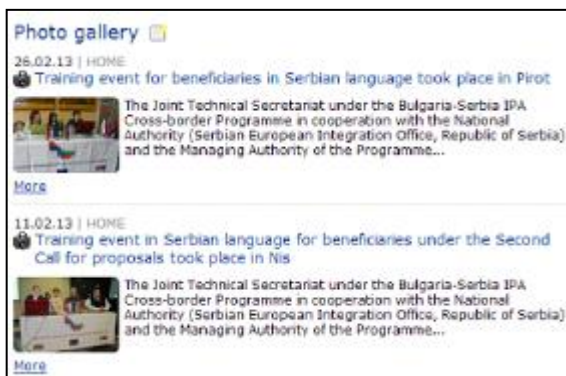 Photo gallery
26.02.13 | HOME
Training event for beneficiaries in Serbian language took place in Pirot
The Joint Technical Secretariat under the Bulgaria-Serbia IPA
Cross-border Programme in cooperation with the National
Authority (Serbian European Integration Office, Republic of Serbia)
and the Managing Authority of the Programme...
More
11.02.13 | HOME
Training event in Serbian language for beneficiaries under the Second
Call for proposals took place in Nis
The Joint Technical Secretariat under the Bulgaria-Serbia IPA
Cross-border Programme in cooperation with the National
Authority (Serbian European Integration Office, Republic of Serbia)
and the Managing Authority of the Programme...
More